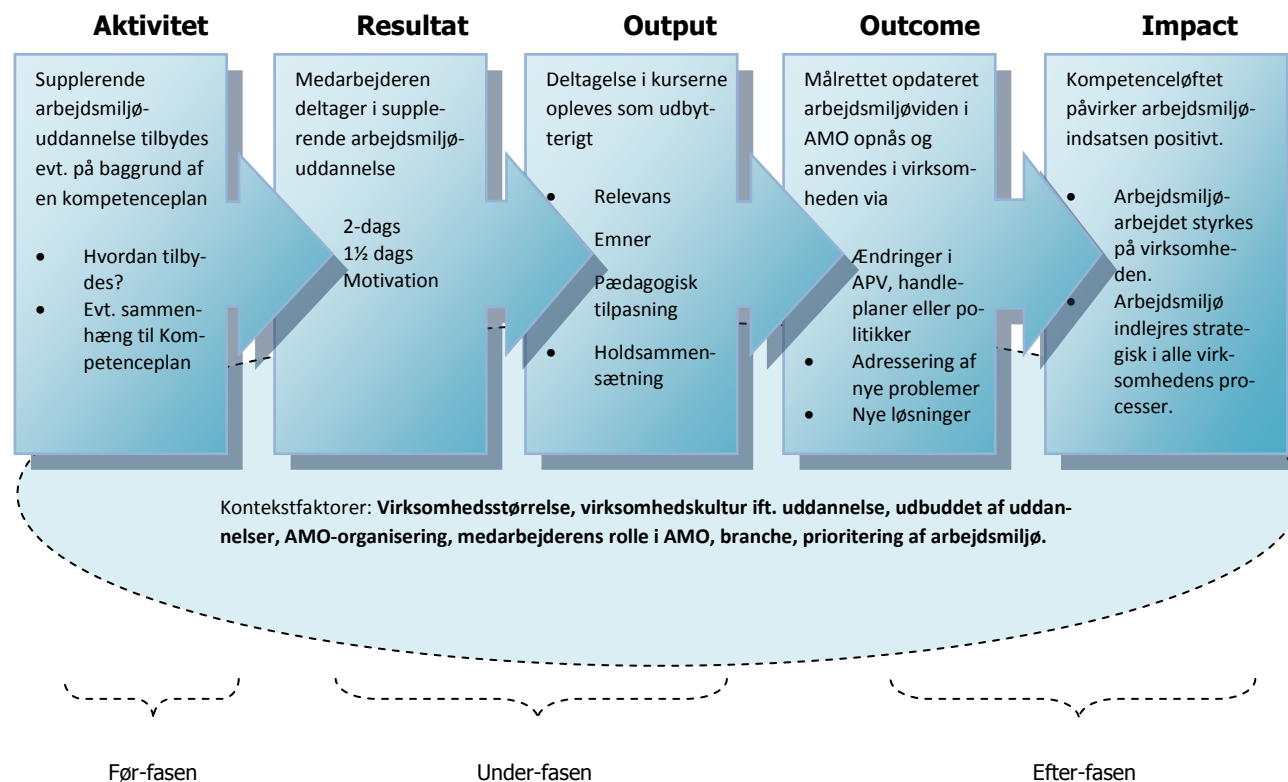 Aktivitet
Supplerende
arbejdsmiljø-
uddannelse tilbydes
evt. på baggrund af
en kompetenceplan
• Hvordan tilby-
des?
• Evt. sammen-
hæng til Kom-
petenceplan
Resultat
Medarbejderen
deltager i supple-
rende arbejdsmiljø-
uddannelse
2-dags
1½ dags
Motivation
Output
Deltagelse i kurserne
opleves som udbyt-
terigt
• Relevans
Emner
Pædagogisk
tilpasning
• Holdsammen-
sætning
Outcome
Målrettet opdateret
arbejdsmiljøviden i
AMO opnås og
anvendes i virksom-
heden via
Ændringer i
APV, handle-
planer eller po-
litikker
• Adressering af
nye problemer
• Nye løsninger
Impact
Kompetenceløftet
påvirker arbejdsmiljø-
indsatsen positivt.
• Arbejdsmiljø-
arbejdet styrkes
på virksomhe-
den.
• Arbejdsmiljø
indlejres strate-
gisk i alle virk-
somhedens pro-
cesser.
Kontekstfaktorer: Virksomhedsstørrelse, virksomhedskultur ift. uddannelse, udbuddet af uddan-
nelser, AMO-organisering, medarbejderens rolle i AMO, branche, prioritering af arbejdsmiljø.
Før-fasen
Under-fasen
Efter-fasen